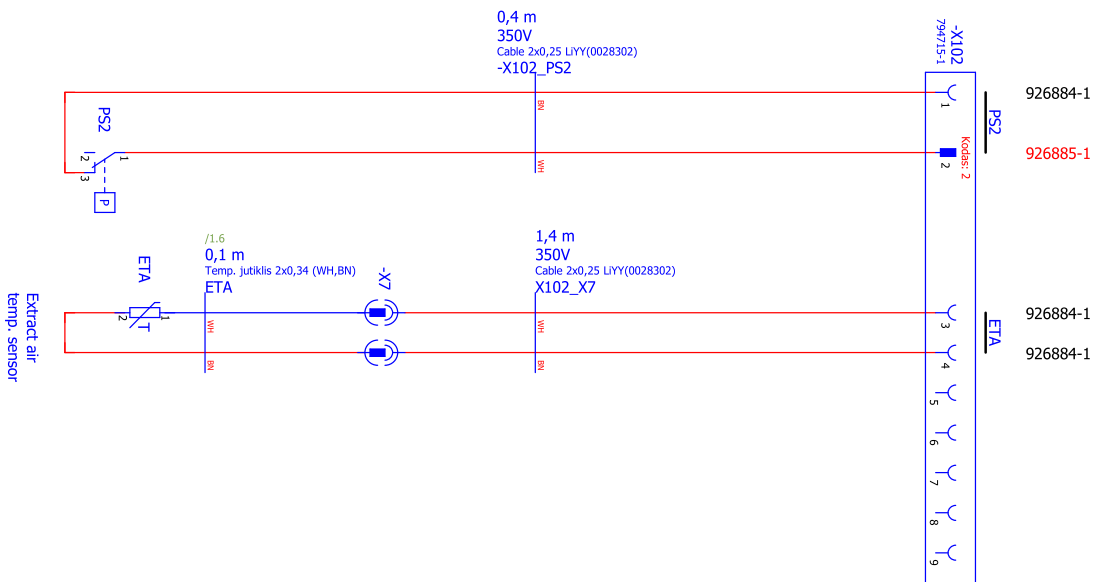 0,4 m
350V
Cable 2x0,25 LiYY(0028302)
-X102_PS2
-X102
794715-1
926884-1
1
BN
PS2
PS2
926885-1
Kodas: 2
2
WH
1
2
3
P
/1.6
0,1 m
Temp. jutiklis 2x0,34 (WH,BN)
ETA
1,4 m
350V
Cable 2x0,25 LiYY(0028302)
X102_X7
-X7
ETA
Extract air
temp. sensor
2
1
T
WH
WH
3
ETA
926884-1
BN
BN
4
926884-1
5
6
7
8
9